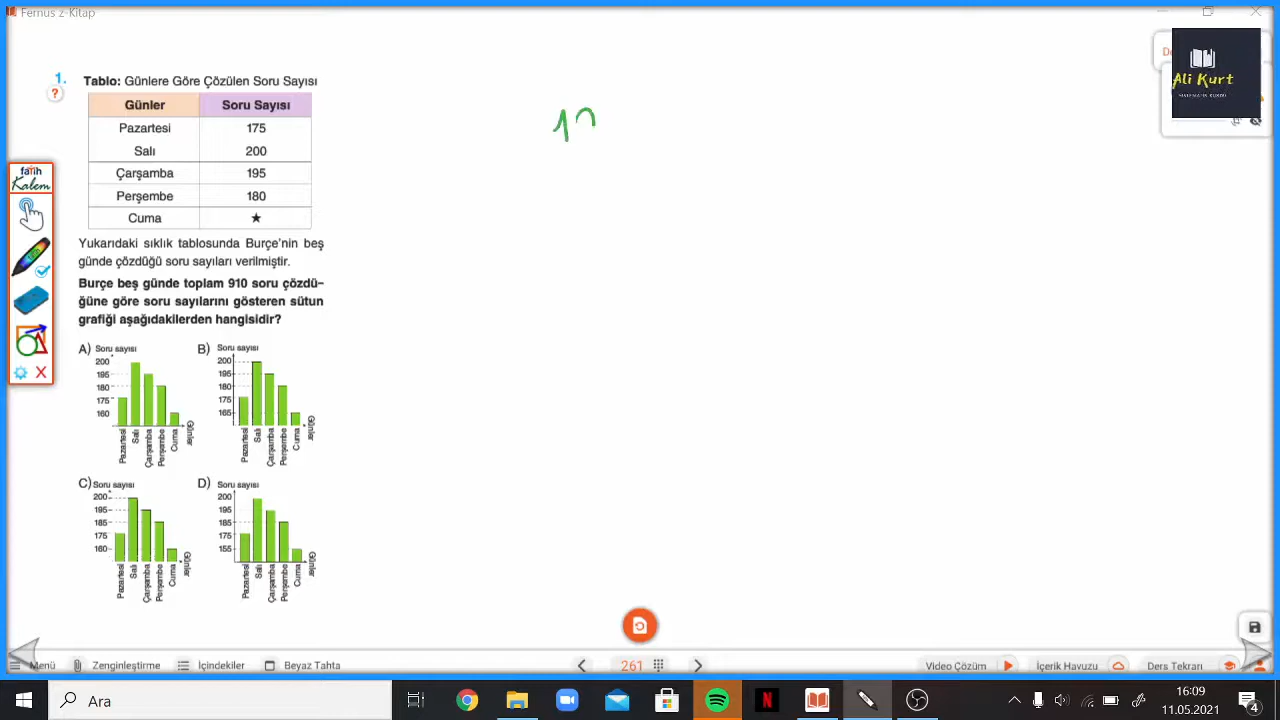 Fernus z-Kitap
Ali Kurt
1.
?
Tablo: Günlere Göre Çözülen Soru Sayısı
Günler Soru Sayısı
Pazartesi 175
Salı 200
Çarşamba 195
Perşembe 180
Cuma ★
fatih
Kalem
Yukarıdaki sıklık tablosunda Burçe'nin beş
günde çözdüğü soru sayıları verilmiştir.
Burçe beş günde toplam 910 soru çözdü-
ğüne göre soru sayılarını gösteren sütun
grafiği aşağıdakilerden hangisidir?
A) Soru sayısı
200
195
180
175
160
Pazartesi
Salı
Çarşamba
Perşembe
Cuma
Günler
B) Soru sayısı
200
195
180
175
165
Pazartesi
Salı
Çarşamba
Perşembe
Cuma
Günler
C) Soru sayısı
200
195
185
175
160
Pazartesi
Salı
Çarşamba
Perşembe
Cuma
Günler
D) Soru sayısı
200
195
185
175
155
Pazartesi
Salı
Çarşamba
Perşembe
Cuma
Günler
Menü Zenginleştirme İçindekiler Beyaz Tahta 261 Video Çözüm İçerik Havuzu Ders Tekrarı
Ara
16:09
11.05.2021
4